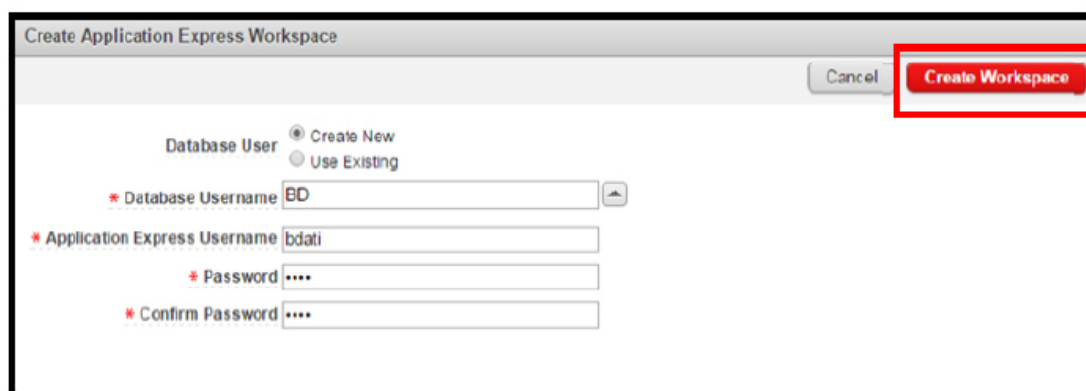 Create Application Express Workspace
Cancel Create Workspace
Database User Create New
Use Existing
* Database Username BD
* Application Express Username bdati
* Password ••••
* Confirm Password ••••